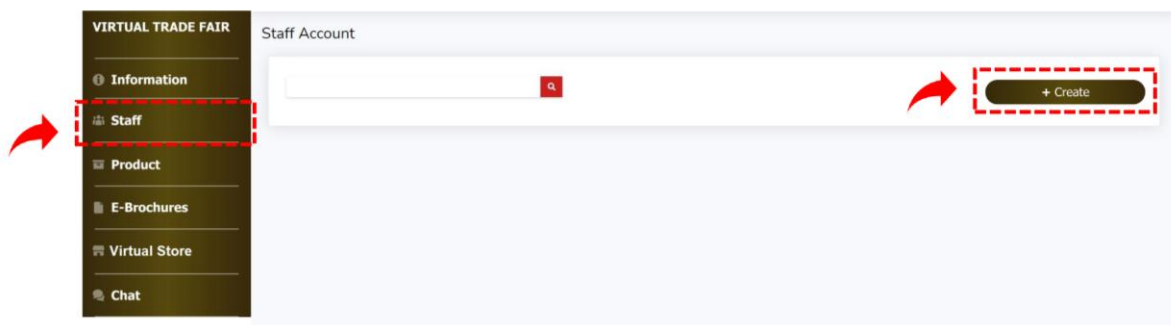 VIRTUAL TRADE FAIR
Staff Account
Information
+ Create
Staff
Product
E-Brochures
Virtual Store
Chat